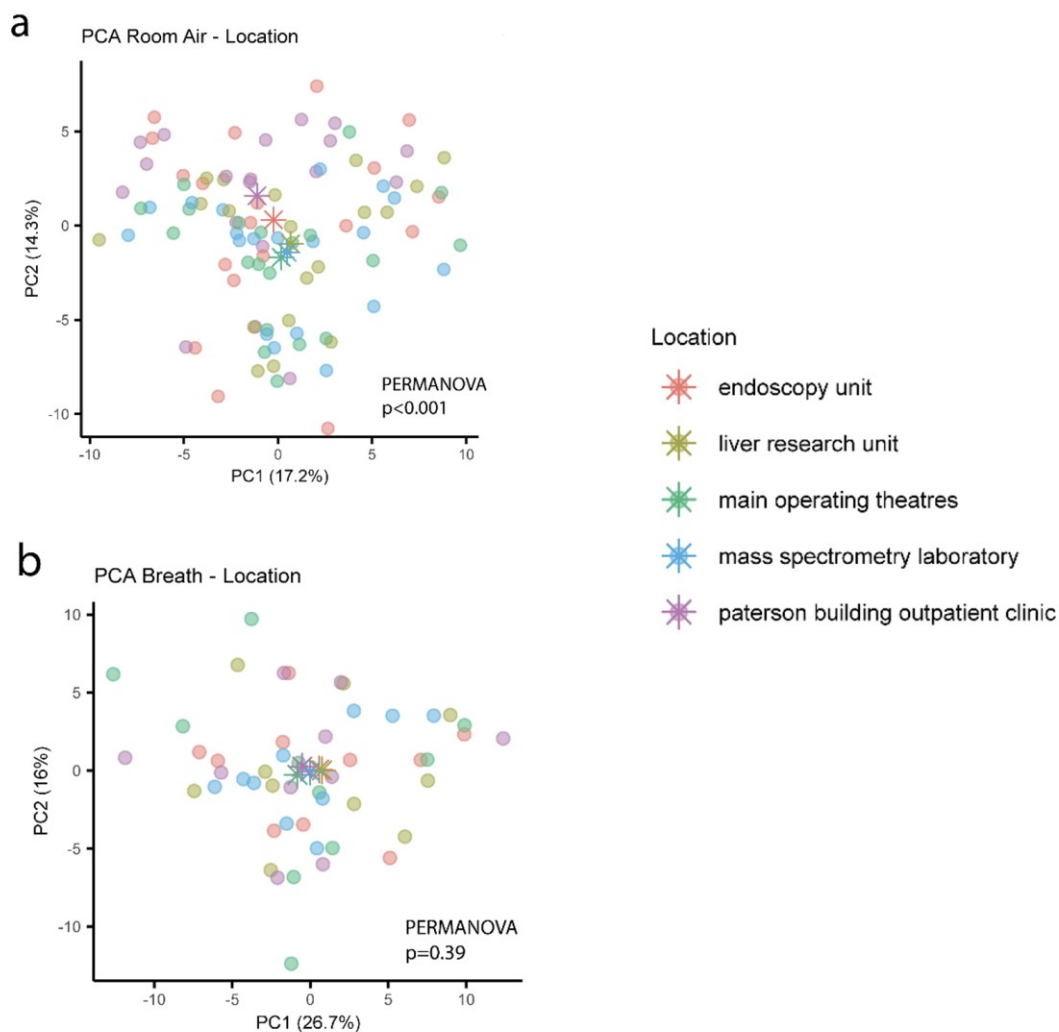 a
PCA Room Air - Location
5
0
-5
-10
PC2 (14.3%)
PERMANOVA
p<0.001
-10 -5 0 5 10
PC1 (17.2%)
Location
endoscopy unit
liver research unit
main operating theatres
mass spectrometry laboratory
paterson building outpatient clinic
b
PCA Breath - Location
10
5
0
-5
-10
PC2 (16%)
PERMANOVA
p=0.39
-10 -5 0 5 10
PC1 (26.7%)